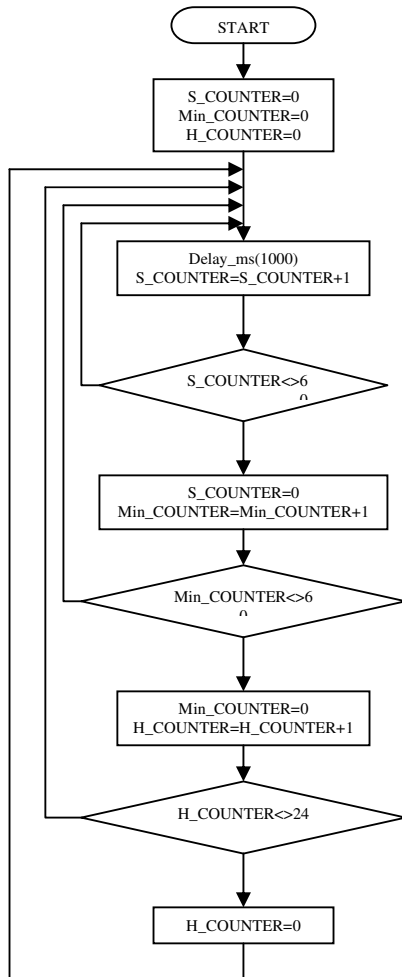 START
S_COUNTER=0
Min_COUNTER=0
H_COUNTER=0
Delay_ms(1000)
S_COUNTER=S_COUNTER+1
S_COUNTER<>6
0
S_COUNTER=0
Min_COUNTER=Min_COUNTER+1
Min_COUNTER<>6
0
Min_COUNTER=0
H_COUNTER=H_COUNTER+1
H_COUNTER<>24
H_COUNTER=0